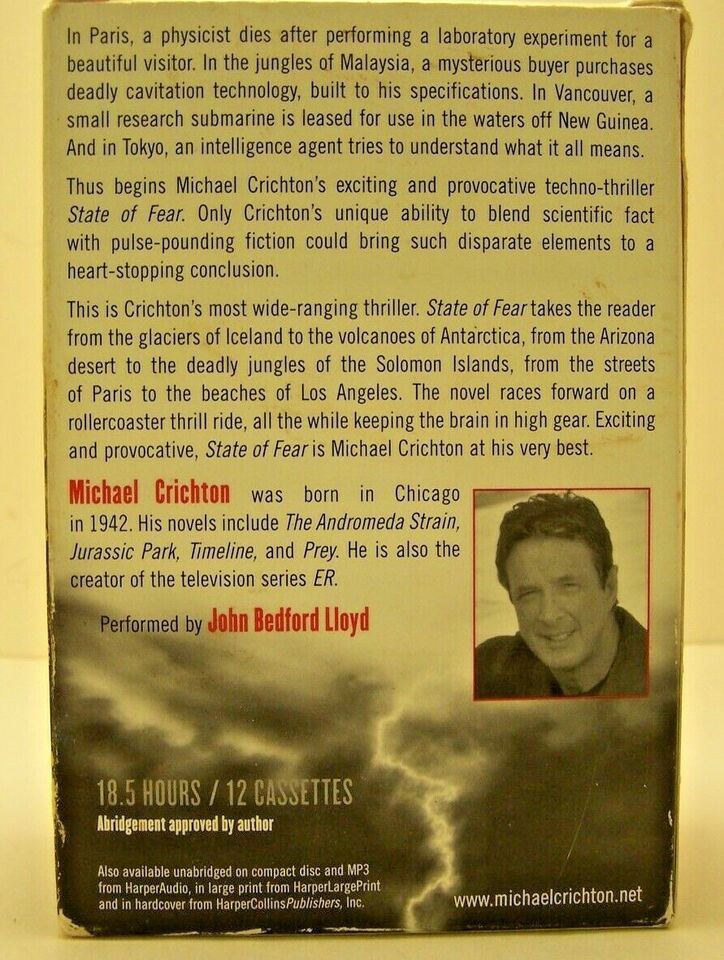 In Paris, a physicist dies after performing a laboratory experiment for a
beautiful visitor. In the jungles of Malaysia, a mysterious buyer purchases
deadly cavitation technology, built to his specifications. In Vancouver, a
small research submarine is leased for use in the waters off New Guinea.
And in Tokyo, an intelligence agent tries to understand what it all means.
Thus begins Michael Crichton's exciting and provocative techno-thriller
State of Fear. Only Crichton's unique ability to blend scientific fact
with pulse-pounding fiction could bring such disparate elements to a
heart-stopping conclusion.
This is Crichton's most wide-ranging thriller. State of Fear takes the reader
from the glaciers of Iceland to the volcanoes of Antarctica, from the Arizona
desert to the deadly jungles of the Solomon Islands, from the streets
of Paris to the beaches of Los Angeles. The novel races forward on a
rollercoaster thrill ride, all the while keeping the brain in high gear. Exciting
and provocative, State of Fear is Michael Crichton at his very best.
Michael Crichton was born in Chicago
in 1942. His novels include The Andromeda Strain,
Jurassic Park, Timeline, and Prey. He is also the
creator of the television series ER.
Performed by John Bedford Lloyd
18.5 HOURS / 12 CASSETTES
Abridgement approved by author
Also available unabridged on compact disc and MP3
from HarperAudio, in large print from HarperLargePrint
and in hardcover from HarperCollinsPublishers, Inc.
www.michaelcrichton.net